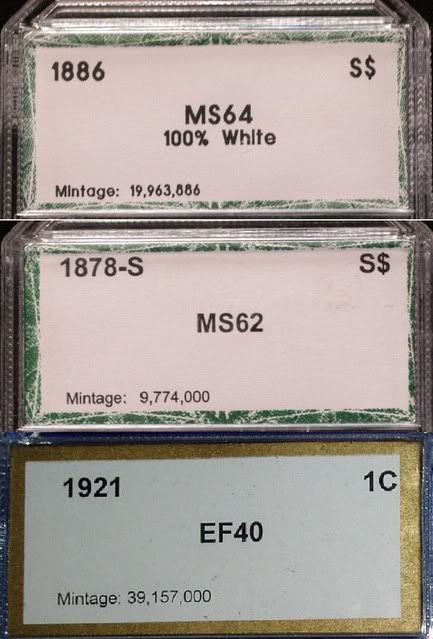 1886 S$
MS64
100% White
Mintage: 19,963,886
1878-S S$
MS62
Mintage: 9,774,000
1921 1C
EF40
Mintage: 39,157,000